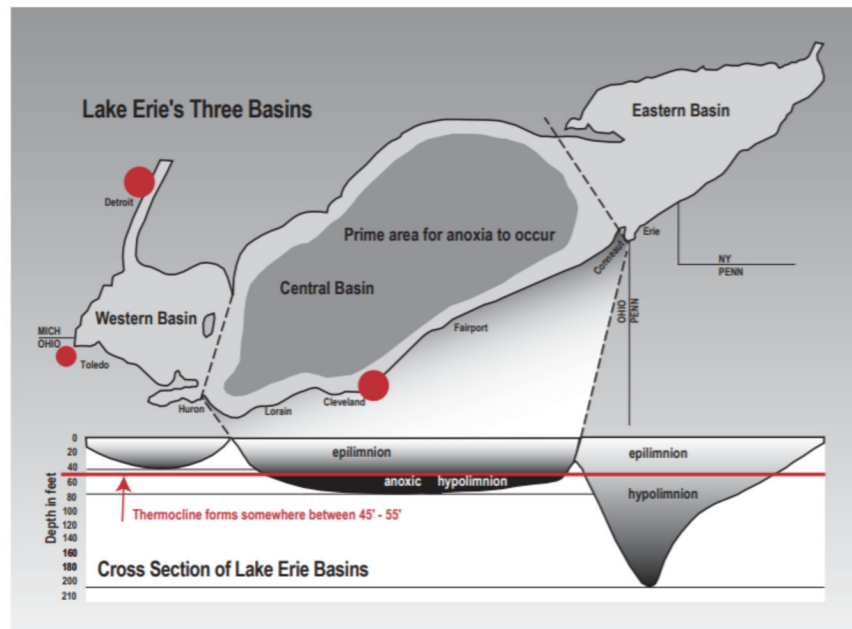 Lake Erie's Three Basins
Eastern Basin
Detroit
Prime area for anoxia to occur
Central Basin
Western Basin
Conneaut
Erie
NY
PENN
OHIO
PENN
MICH
OHIO
Toledo
Fairport
Cleveland
Lorain
Huron
Depth in feet
0
20
40
60
80
100
120
140
160
180
200
210
epilimnion
epilimnion
anoxic hypolimnion
hypolimnion
Thermocline forms somewhere between 45' - 55'
Cross Section of Lake Erie Basins